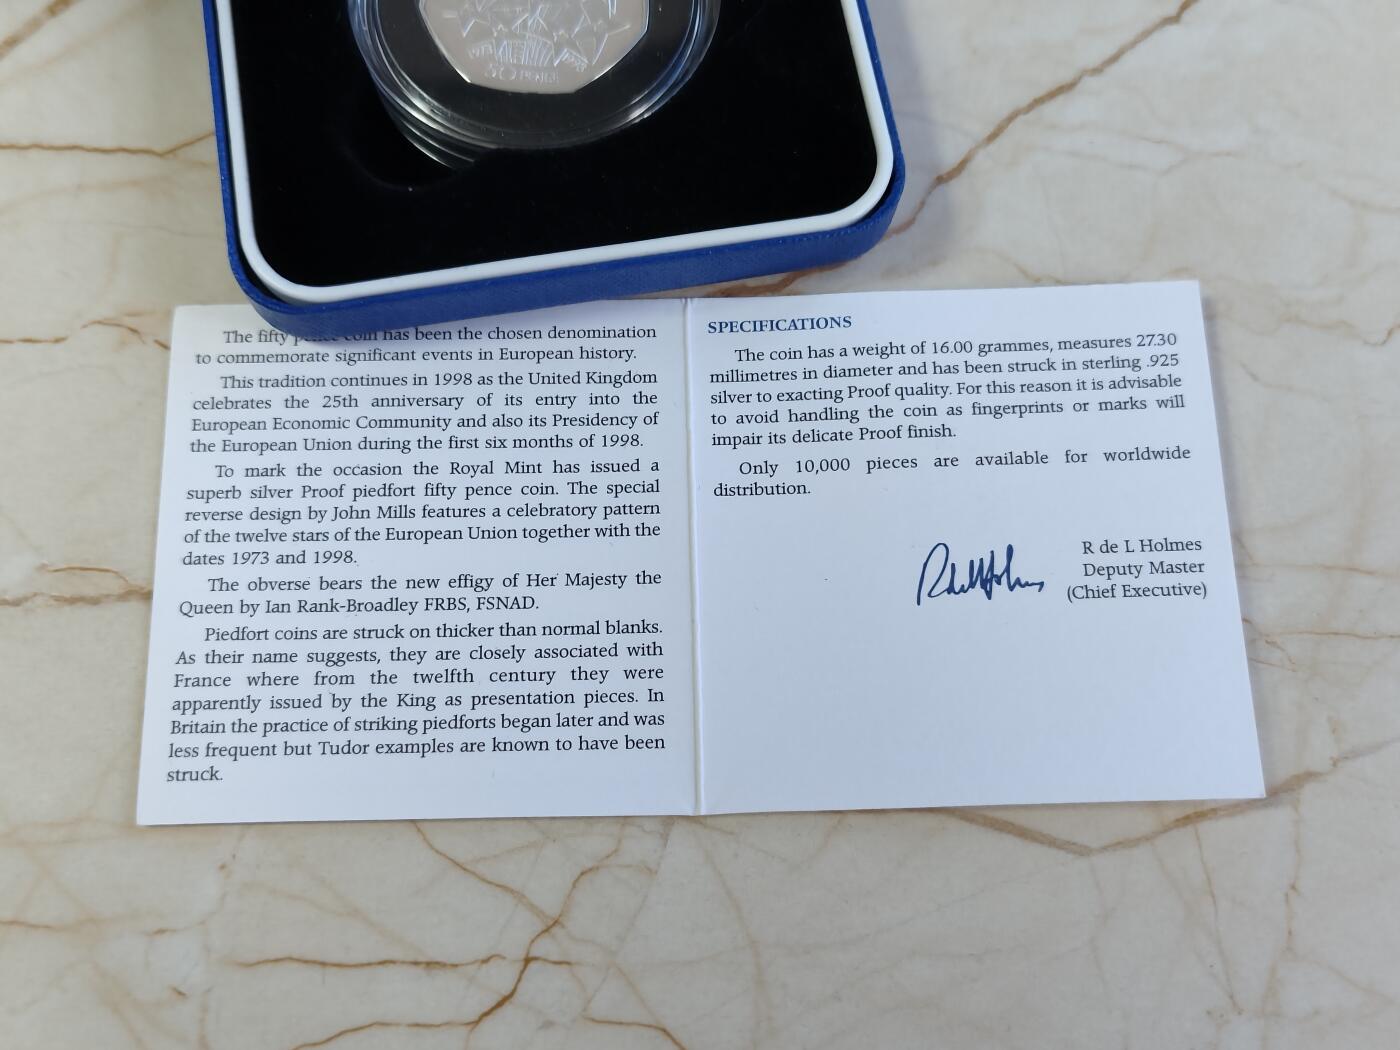 1973 1998
50 PENCE
The fifty pence coin has been the chosen denomination
to commemorate significant events in European history.
This tradition continues in 1998 as the United Kingdom
celebrates the 25th anniversary of its entry into the
European Economic Community and also its Presidency of
the European Union during the first six months of 1998.
To mark the occasion the Royal Mint has issued a
superb silver Proof piedfort fifty pence coin. The special
reverse design by John Mills features a celebratory pattern
of the twelve stars of the European Union together with the
dates 1973 and 1998.
The obverse bears the new effigy of Her Majesty the
Queen by Ian Rank-Broadley FRBS, FSNAD.
Piedfort coins are struck on thicker than normal blanks.
As their name suggests, they are closely associated with
France where from the twelfth century they were
apparently issued by the King as presentation pieces. In
Britain the practice of striking piedforts began later and was
less frequent but Tudor examples are known to have been
struck.
SPECIFICATIONS
The coin has a weight of 16.00 grammes, measures 27.30
millimetres in diameter and has been struck in sterling .925
silver to exacting Proof quality. For this reason it is advisable
to avoid handling the coin as fingerprints or marks will
impair its delicate Proof finish.
Only 10,000 pieces are available for worldwide
distribution.
R de L Holmes
Deputy Master
(Chief Executive)